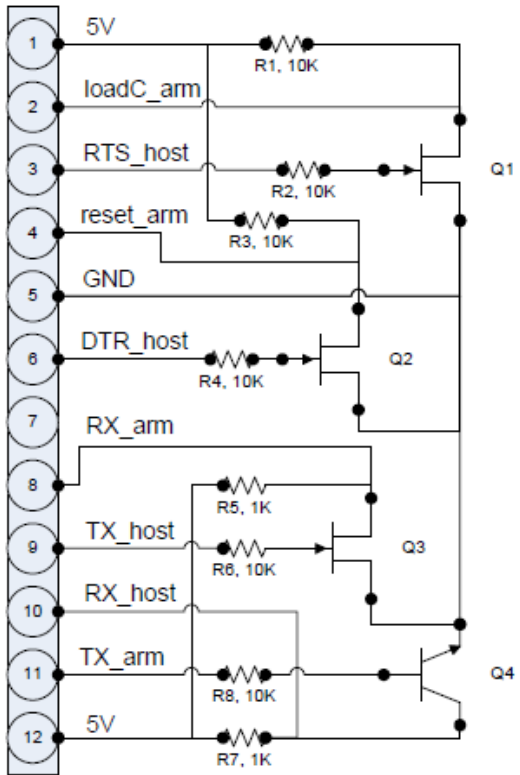 1
5V
R1, 10K
2
loadC_arm
3
RTS_host
R2, 10K
Q1
4
reset_arm
R3, 10K
5
GND
6
DTR_host
R4, 10K
Q2
7
RX_arm
8
R5, 1K
9
TX_host
R6, 10K
Q3
10
RX_host
11
TX_arm
R8, 10K
Q4
12
5V
R7, 1K